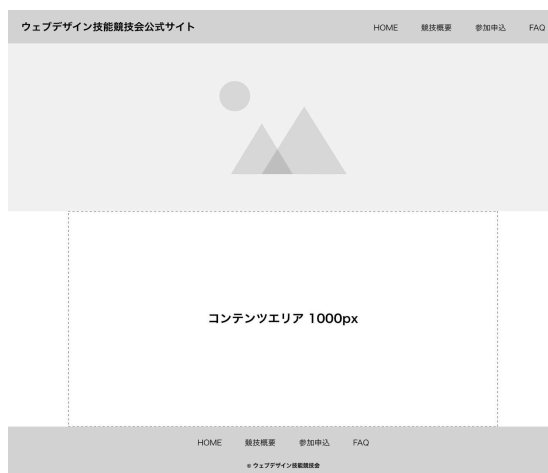 ウェブデザイン技能競技会公式サイト
HOME 競技概要 参加申込 FAQ
コンテンツエリア 1000px
HOME 競技概要 参加申込 FAQ
© ウェブデザイン技能競技会